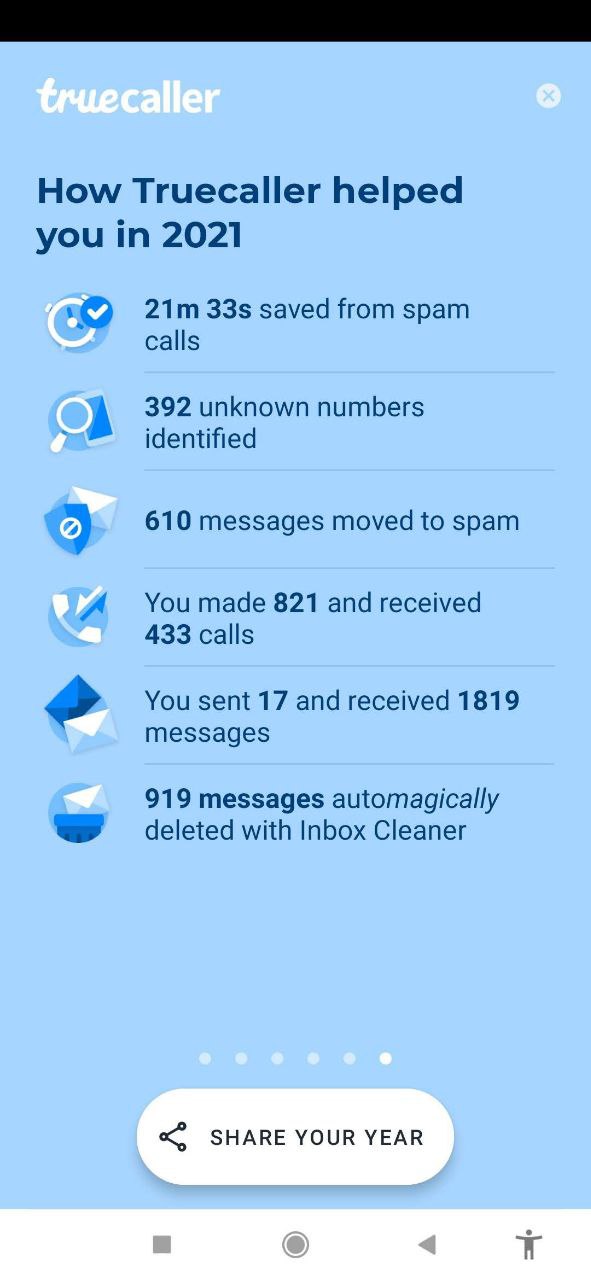 truecaller
How Truecaller helped
you in 2021
21m 33s saved from spam
calls
392 unknown numbers
identified
610 messages moved to spam
You made 821 and received
433 calls
You sent 17 and received 1819
messages
919 messages automagically
deleted with Inbox Cleaner
SHARE YOUR YEAR